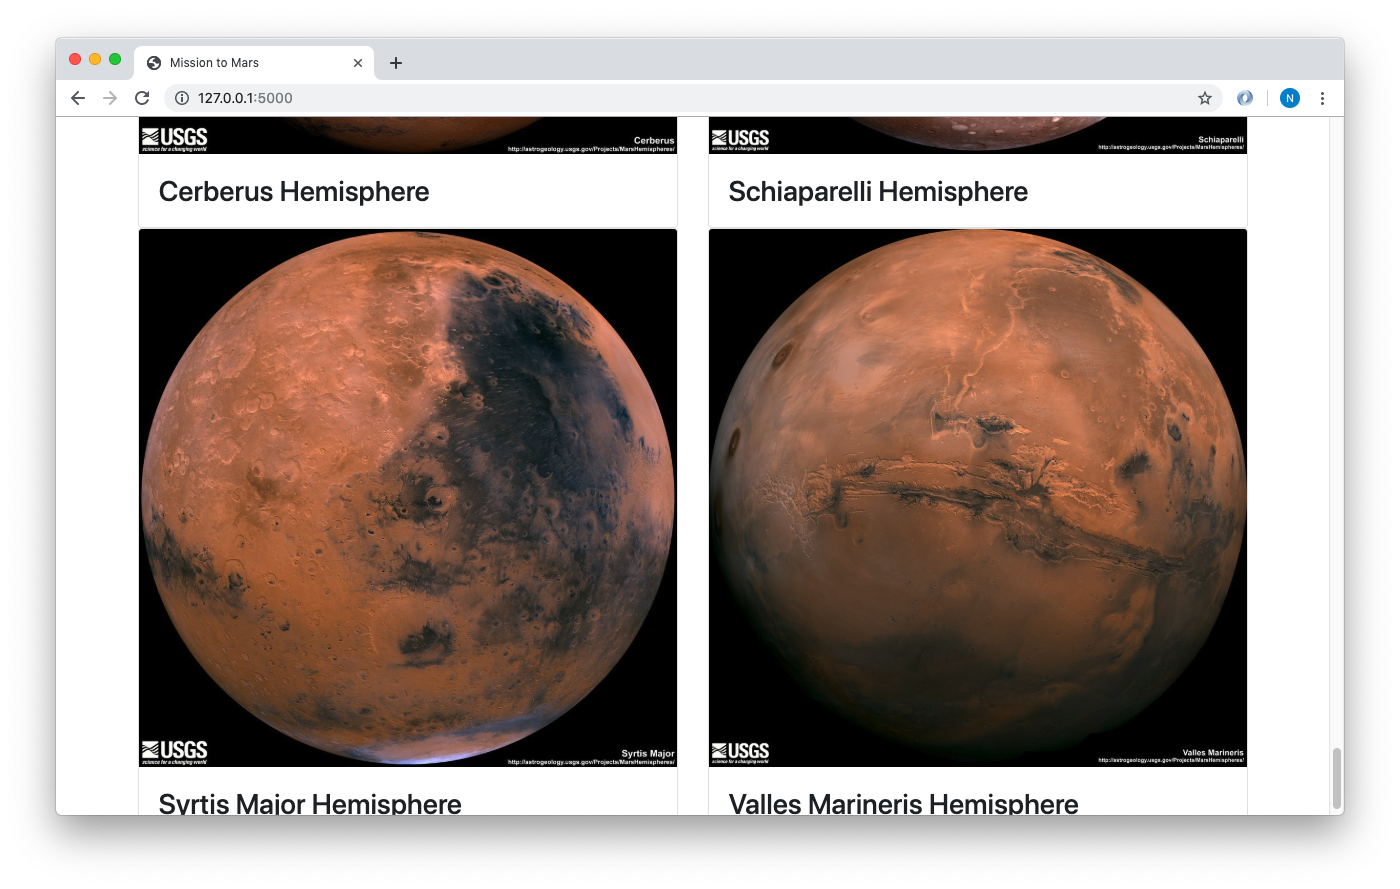 Mission to Mars
127.0.0.1:5000
N
USGS
science for a changing world
Cerberus
http://astrogeology.usgs.gov/Projects/MarsHemispheres/
USGS
science for a changing world
Schiaparelli
http://astrogeology.usgs.gov/Projects/MarsHemispheres/
Cerberus Hemisphere
Schiaparelli Hemisphere
USGS
science for a changing world
Syrtis Major
http://astrogeology.usgs.gov/Projects/MarsHemispheres/
USGS
science for a changing world
Valles Marineris
http://astrogeology.usgs.gov/Projects/MarsHemispheres/
Syrtis Major Hemisphere
Valles Marineris Hemisphere